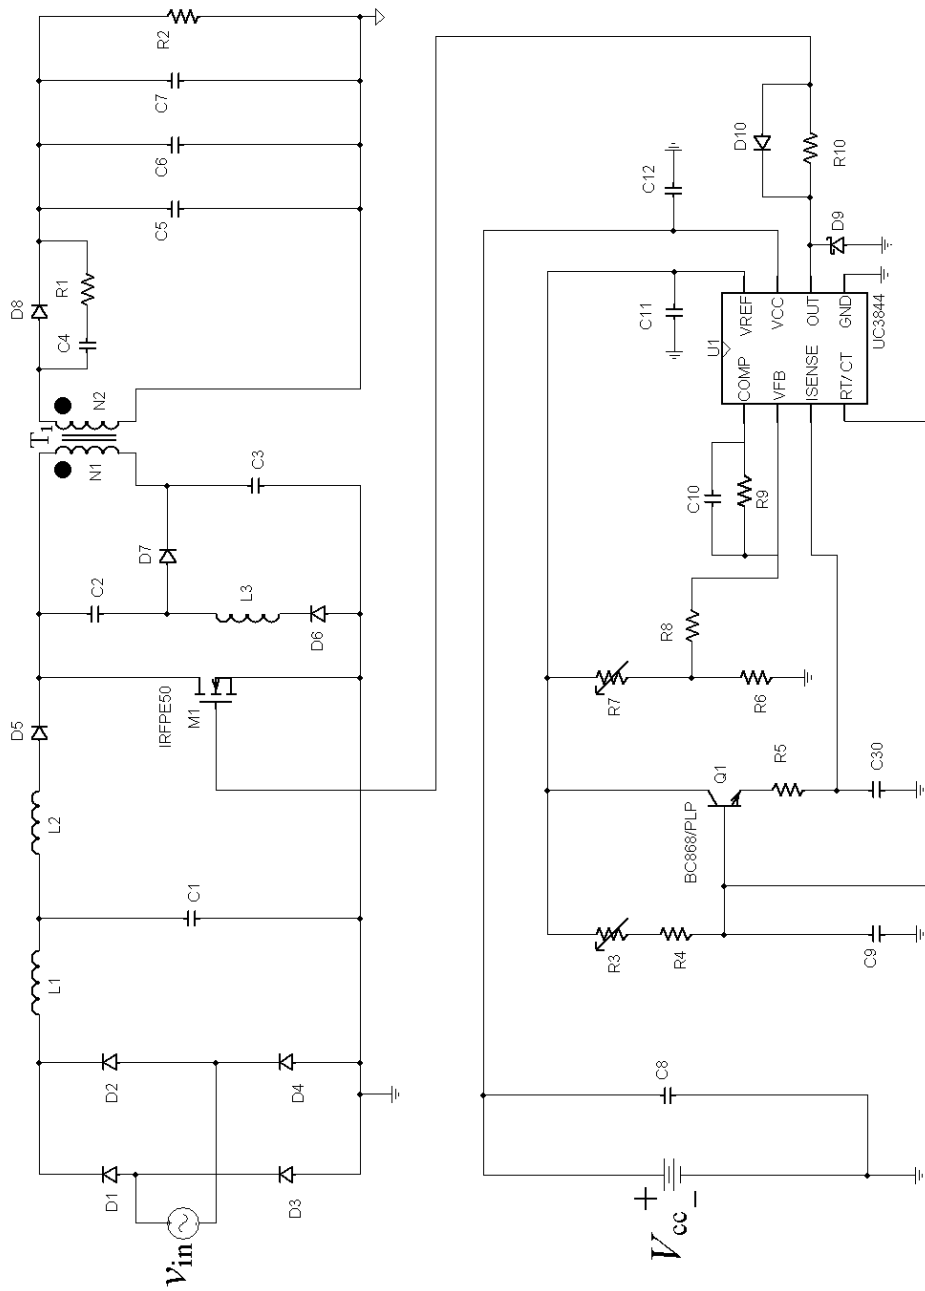 vin
D1
D3
D2
D4
L1
C1
L2
D5
IRFPE50
M1
C2
L3
D6
D7
C3
T1
N1
N2
D8
C4
R1
C5
C6
C7
R2
Vcc
+
-
C8
R3
R4
C9
BC868/PLP
Q1
R5
C30
R7
R6
R8
C10
R9
U1
COMP
VFB
ISENSE
RT/CT
VREF
VCC
OUT
GND
UC3844
C11
C12
D9
D10
R10